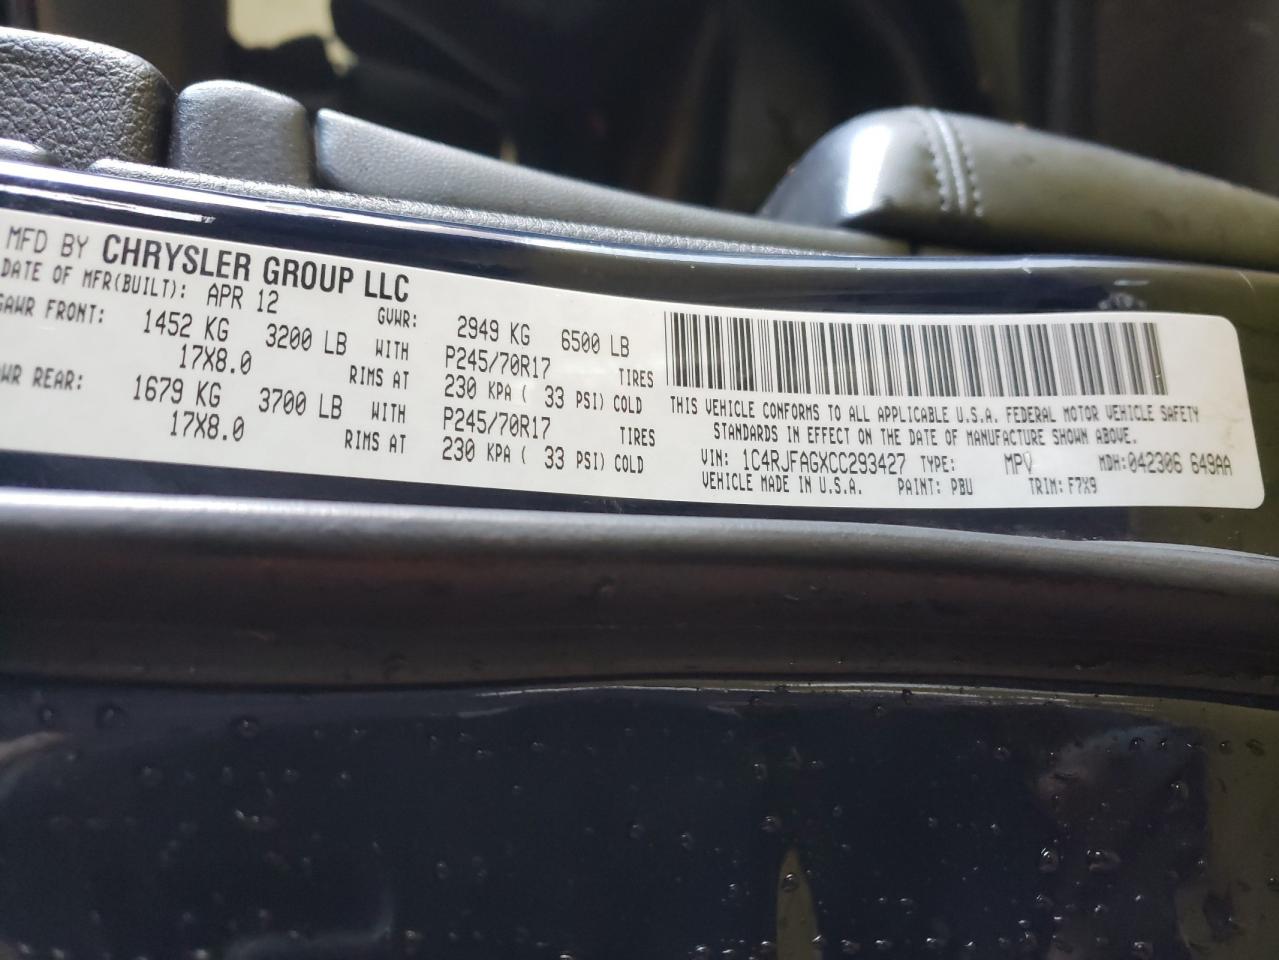 MFD BY CHRYSLER GROUP LLC
DATE OF MFR(BUILT): APR 12 GVWR: 2949 KG 6500 LB
GAWR FRONT: 1452 KG 3200 LB WITH P245/70R17 TIRES
17X8.0 RIMS AT 230 KPA ( 33 PSI) COLD
WR REAR: 1679 KG 3700 LB WITH P245/70R17 TIRES
17X8.0 RIMS AT 230 KPA ( 33 PSI) COLD
THIS VEHICLE CONFORMS TO ALL APPLICABLE U.S.A. FEDERAL MOTOR VEHICLE SAFETY
STANDARDS IN EFFECT ON THE DATE OF MANUFACTURE SHOWN ABOVE.
VIN: 1C4RJFAGXCC293427 TYPE: MPV MDH:042306 649AA
VEHICLE MADE IN U.S.A. PAINT: PBU TRIM: F7X9